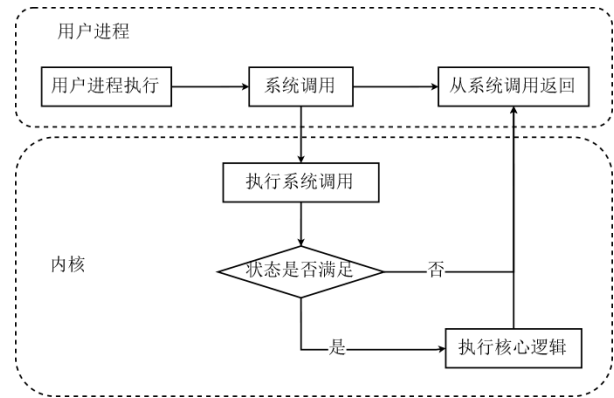 用户进程
用户进程执行
系统调用
从系统调用返回
执行系统调用
内核
状态是否满足
否
是
执行核心逻辑